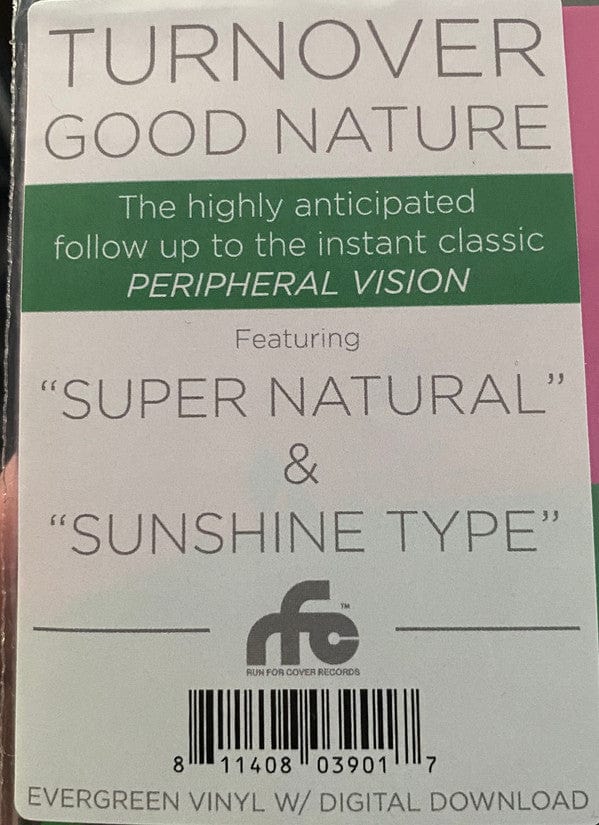 TURNOVER
GOOD NATURE
The highly anticipated
follow up to the instant classic
PERIPHERAL VISION
Featuring
“SUPER NATURAL”
&
“SUNSHINE TYPE”
rfc™
RUN FOR COVER RECORDS
8 11408 03901 7
EVERGREEN VINYL W/ DIGITAL DOWNLOAD